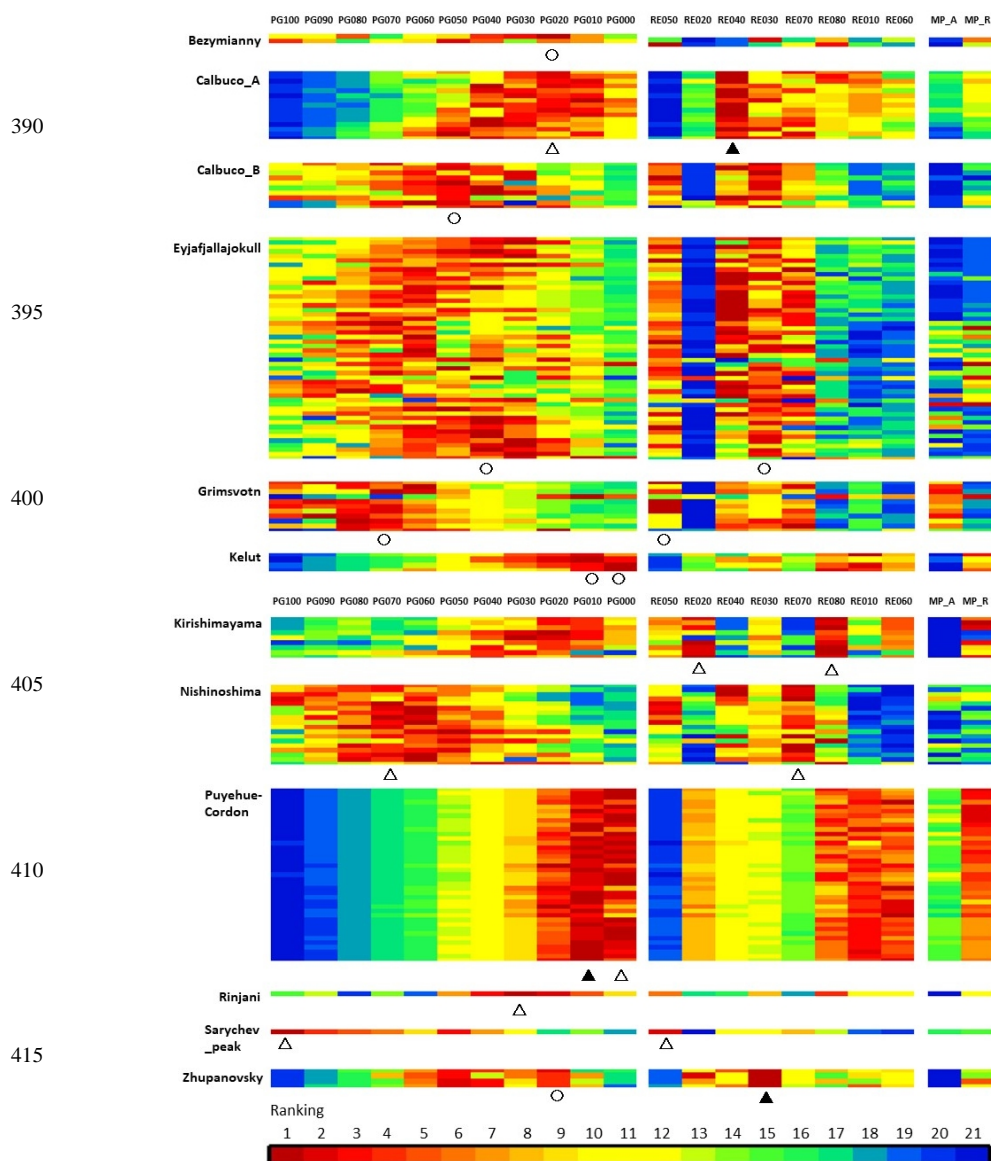 PG100 PG090 PG080 PG070 PG060 PG050 PG040 PG030 PG020 PG010 PG000 RE050 RE020 RE040 RE030 RE070 RE080 RE010 RE060 MP_A MP_R
Bezymianny
Calbuco_A
390
Calbuco_B
Eyjafjallajokull
395
Grimsvotn
400
Kelut
PG100 PG090 PG080 PG070 PG060 PG050 PG040 PG030 PG020 PG010 PG000 RE050 RE020 RE040 RE030 RE070 RE080 RE010 RE060 MP_A MP_R
Kirishimayama
405
Nishinoshima
Puyehue-
Cordon
410
Rinjani
Sarychev
_peak
415
Zhupanovsky
Ranking
1 2 3 4 5 6 7 8 9 10 11 12 13 14 15 16 17 18 19 20 21